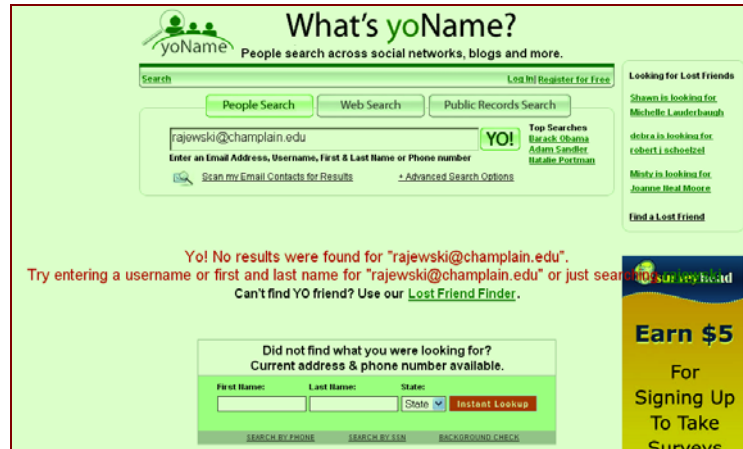 What's yoName?
yoName
People search across social networks, blogs and more.
Search
Log In| Register for Free
People Search
Web Search
Public Records Search
rajewski@champlain.edu
YO!
Enter an Email Address, Username, First & Last Name or Phone number
Scan my Email Contacts for Results
+ Advanced Search Options
Top Searches
Barack Obama
Adam Sandler
Natalie Portman
Looking for Lost Friends
Shawn is looking for
Michelle Lauderbaugh
debra is looking for
robert j schoelzel
Misty is looking for
Joanne Neal Moore
Find a Lost Friend
Yo! No results were found for "rajewski@champlain.edu".
Try entering a username or first and last name for "rajewski@champlain.edu" or just searching rajewski
Can't find YO friend? Use our Lost Friend Finder.
surveyhead
Earn $5
For
Signing Up
To Take
Surveys
Did not find what you were looking for?
Current address & phone number available.
First Name:
Last Name:
State:
State
Instant Lookup
SEARCH BY PHONE
SEARCH BY SSN
BACKGROUND CHECK